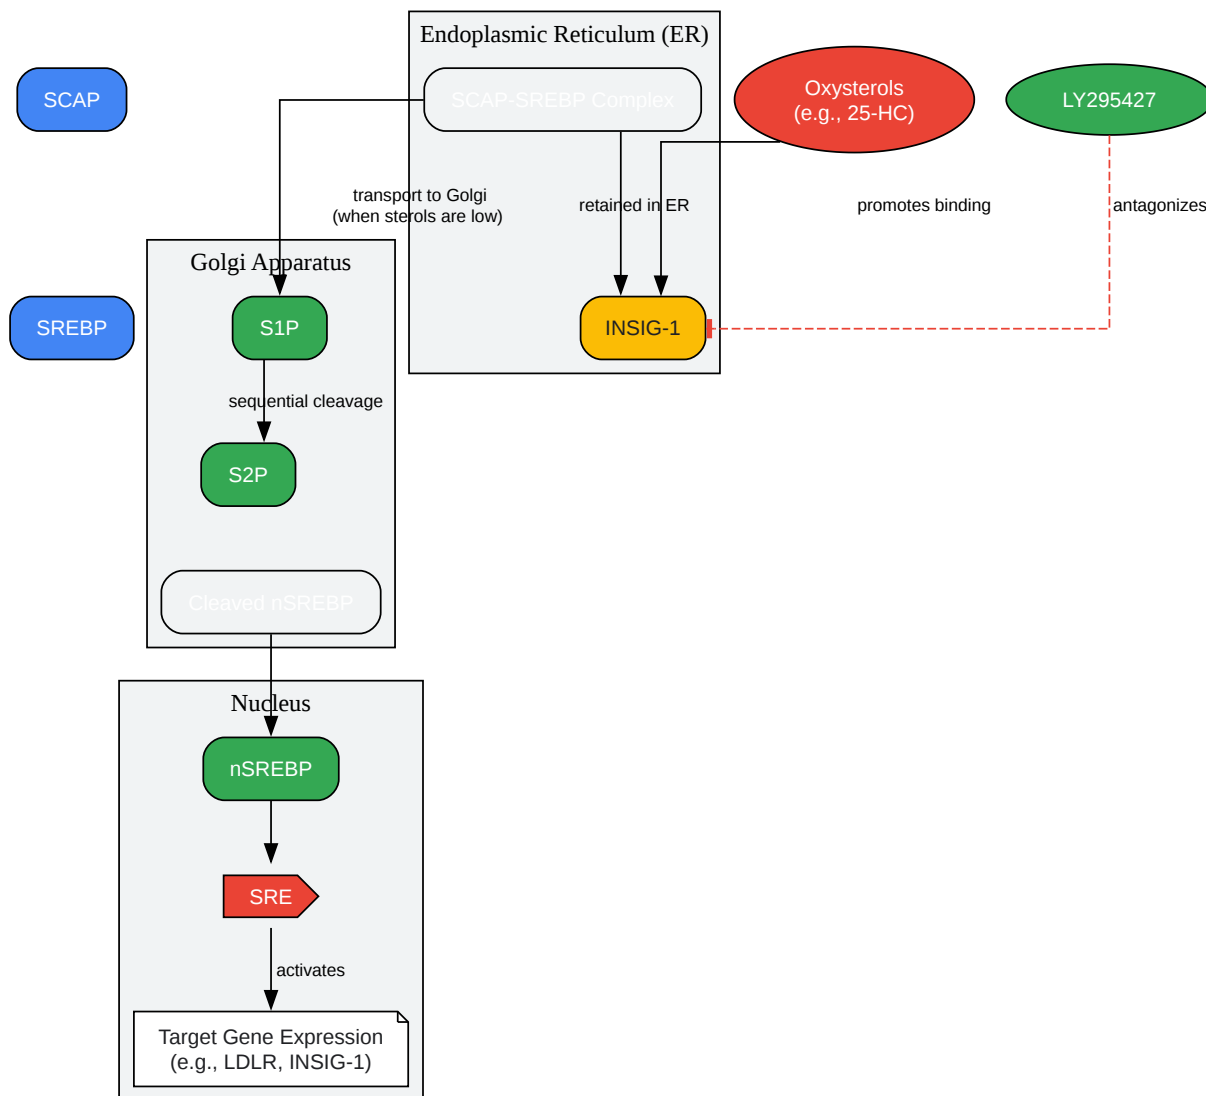 Endoplasmic Reticulum (ER)
SCAP
SCAP-SREBP Complex
Oxysterols
(e.g., 25-HC)
LY295427
transport to Golgi
(when sterols are low)
retained in ER
promotes binding
antagonizes
Golgi Apparatus
SREBP
S1P
INSIG-1
sequential cleavage
S2P
Cleaved nSREBP
Nucleus
nSREBP
SRE
activates
Target Gene Expression
(e.g., LDLR, INSIG-1)